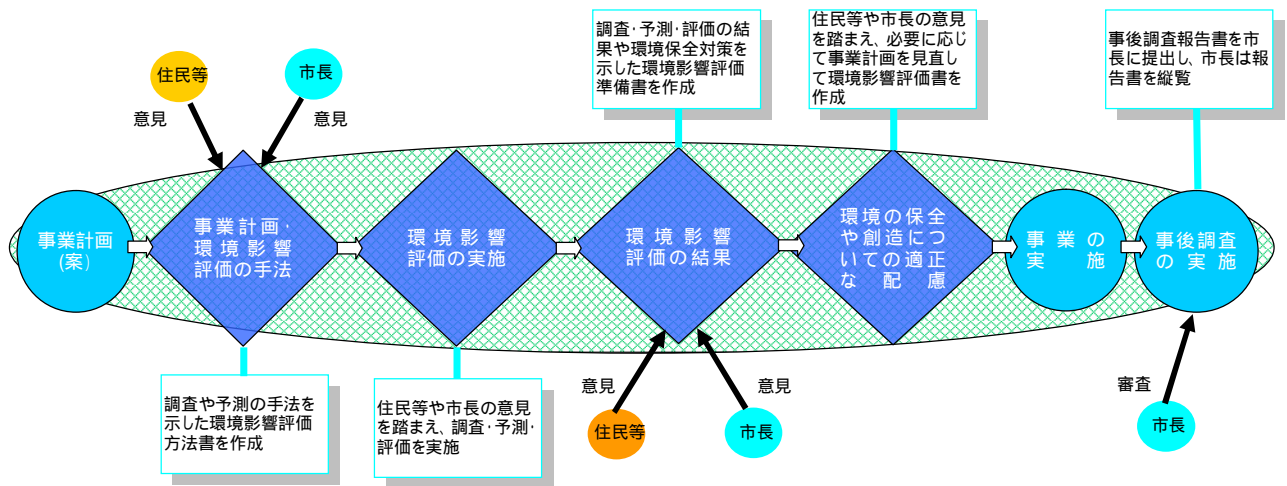 調査・予測・評価の結
果や環境保全対策を
示した環境影響評価
準備書を作成
住民等や市長の意見
を踏まえ、必要に応じ
て事業計画を見直し
て環境影響評価書を
作成
事後調査報告書を市
長に提出し、市長は報
告書を縦覧
住民等
市長
意見
意見
事業計画
(案)
事業計画・
環境影響
評価の手法
環境影響
評価の実施
環境影響
評価の結果
環境の保全
や創造につ
いての適正
な配慮
事業の
実施
事後調査
の実施
調査や予測の手法を
示した環境影響評価
方法書を作成
住民等や市長の意見
を踏まえ、調査・予測・
評価を実施
意見
意見
住民等
市長
審査
市長